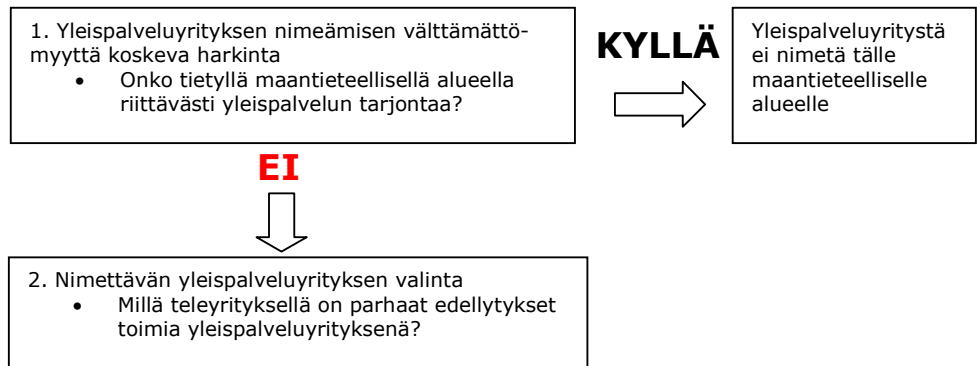 1. Yleispalveluyrityksen nimeämisen välttämättö-
myyttä koskeva harkinta
• Onko tietyllä maantieteellisellä alueella
riittävästi yleispalvelun tarjontaa?
KYLLÄ
Yleispalveluyritystä
ei nimetä tälle
maantieteelliselle
alueelle
EI
2. Nimettävän yleispalveluyrityksen valinta
• Millä teleyrityksellä on parhaat edellytykset
toimia yleispalveluyrityksenä?